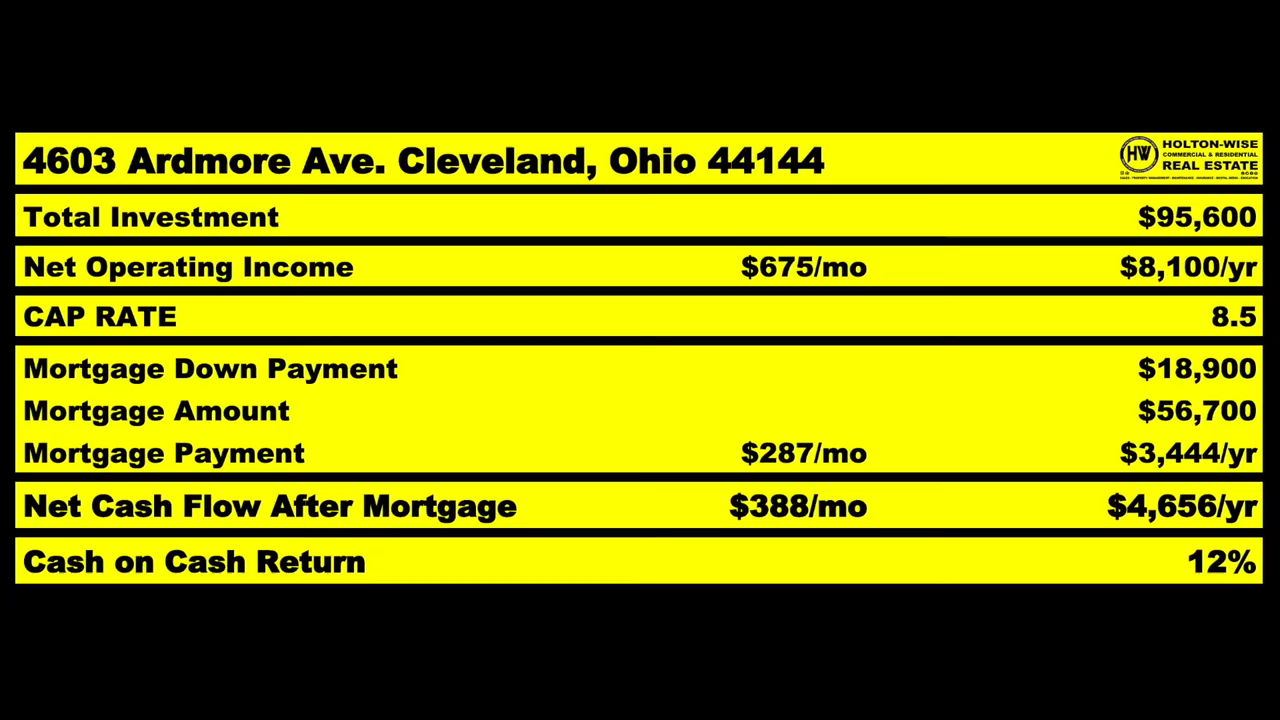 4603 Ardmore Ave. Cleveland, Ohio 44144
HW HOLTON-WISE
COMMERCIAL & RESIDENTIAL
REAL ESTATE
Total Investment $95,600
Net Operating Income $675/mo $8,100/yr
CAP RATE 8.5
Mortgage Down Payment $18,900
Mortgage Amount $56,700
Mortgage Payment $287/mo $3,444/yr
Net Cash Flow After Mortgage $388/mo $4,656/yr
Cash on Cash Return 12%